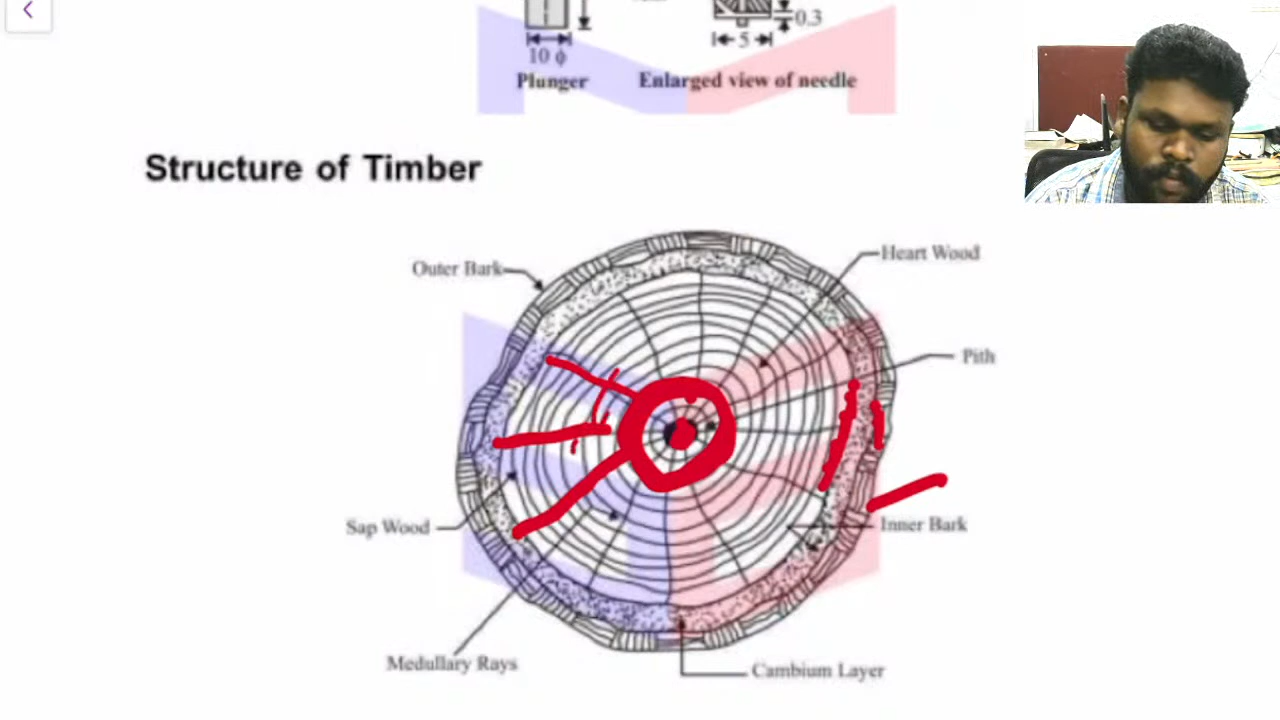 0.3
5
10 ϕ
Plunger
Enlarged view of needle
Structure of Timber
Heart Wood
Outer Bark
Pith
Sap Wood
Inner Bark
Medullary Rays
Cambium Layer